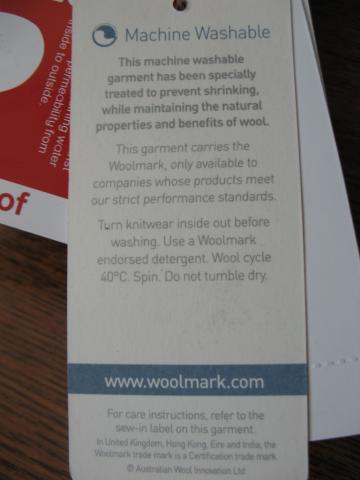 Machine Washable
This machine washable
garment has been specially
treated to prevent shrinking,
while maintaining the natural
properties and benefits of wool.
This garment carries the
Woolmark, only available to
companies whose products meet
our strict performance standards.
Turn knitwear inside out before
washing. Use a Woolmark
endorsed detergent. Wool cycle
40°C. Spin. Do not tumble dry.
www.woolmark.com
For care instructions, refer to the
sew-in label on this garment.
In United Kingdom, Hong Kong, Eire and India, the
Woolmark trade mark is a Certification trade mark.
© Australian Wool Innovation Ltd
water
permeability from
inside to outside.
of